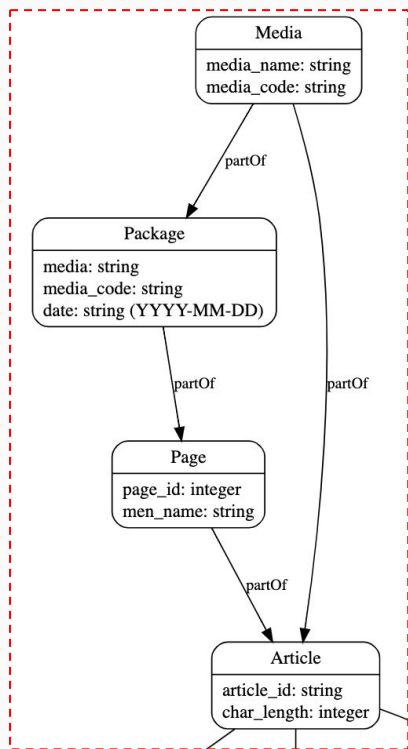 Media
media_name: string
media_code: string
partOf
Package
media: string
media_code: string
date: string (YYYY-MM-DD)
partOf
partOf
Page
page_id: integer
men_name: string
partOf
Article
article_id: string
char_length: integer